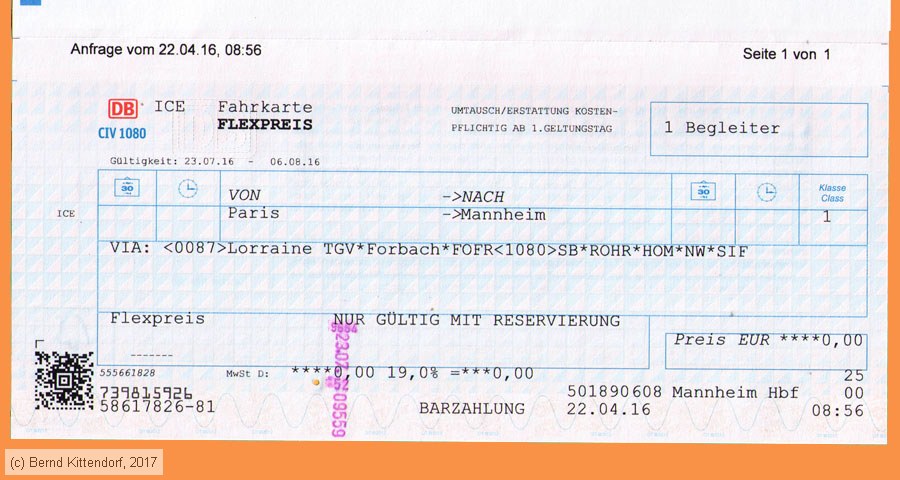 Anfrage vom 22.04.16, 08:56
Seite 1 von 1
DB ICE Fahrkarte
CIV 1080 FLEXPREIS
UMTAUSCH/ERSTATTUNG KOSTEN-
PFLICHTIG AB 1.GELTUNGSTAG
1 Begleiter
Gültigkeit: 23.07.16 - 06.08.16
30 30
VON ->NACH
Klasse
Class
ICE Paris ->Mannheim 1
VIA: <0087>Lorraine TGV*Forbach*FOFR<1080>SB*ROHR*HOM*NW*SIF
Flexpreis NUR GÜLTIG MIT RESERVIERUNG
Preis EUR ****0,00
-------
555661828 MwSt D: ****0,00 19,0% =***0,00 25
739815926 501890608 Mannheim Hbf 00
58617826-81 BARZAHLUNG 22.04.16 08:56
(c) Bernd Kittendorf, 2017